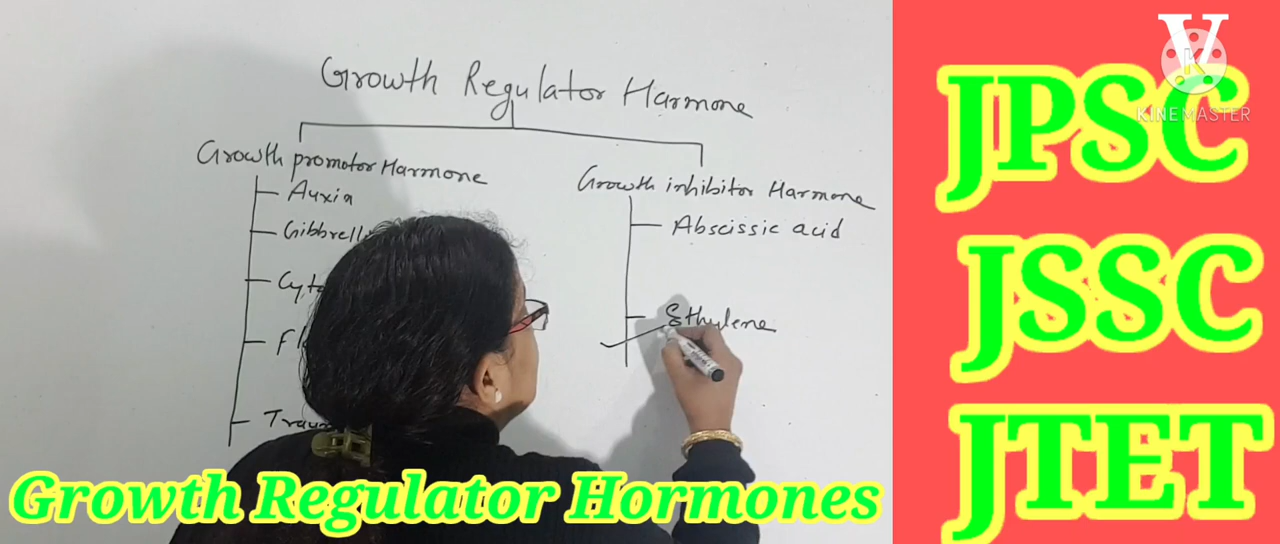 Growth Regulator Harmone
Growth promotor Harmone
Auxin
Growth inhibitor Harmone
Abscissic acid
Ethylene
Growth Regulator Hormones
V
KINEMASTER
JPSC
JSSC
JTET